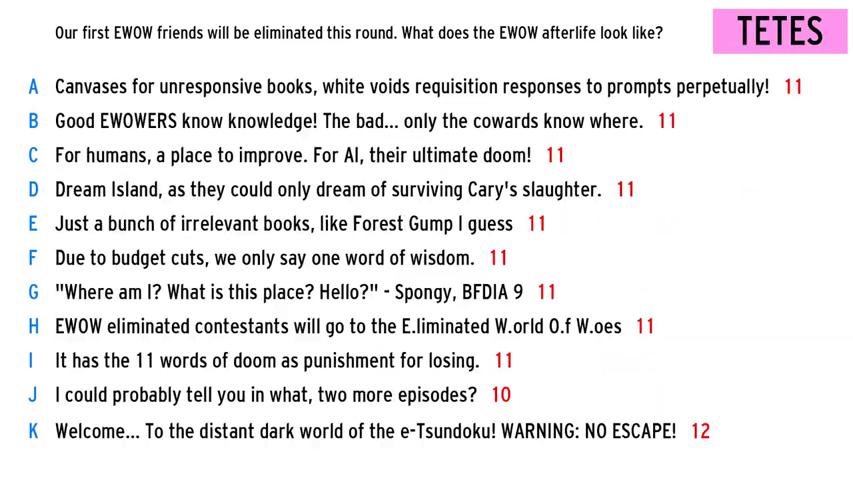 Our first EWOW friends will be eliminated this round. What does the EWOW afterlife look like?
TETES
A Canvases for unresponsive books, white voids requisition responses to prompts perpetually! 11
B Good EWOWERS know knowledge! The bad... only the cowards know where. 11
C For humans, a place to improve. For AI, their ultimate doom! 11
D Dream Island, as they could only dream of surviving Cary's slaughter. 11
E Just a bunch of irrelevant books, like Forest Gump I guess 11
F Due to budget cuts, we only say one word of wisdom. 11
G "Where am I? What is this place? Hello?" - Spongy, BFDIA 9 11
H EWOW eliminated contestants will go to the E.liminated W.orld O.f W.oes 11
I It has the 11 words of doom as punishment for losing. 11
J I could probably tell you in what, two more episodes? 10
K Welcome... To the distant dark world of the e-Tsundoku! WARNING: NO ESCAPE! 12